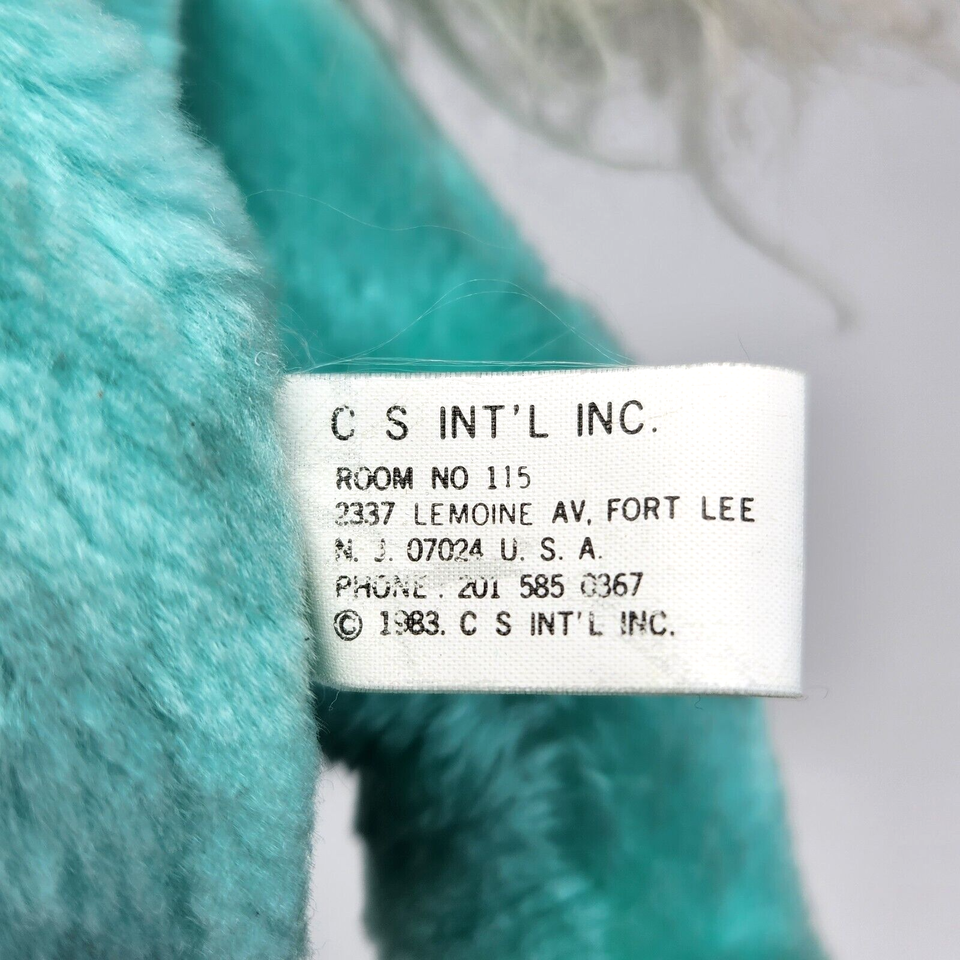 C S INT'L INC.
ROOM NO 115
2337 LEMOINE AV, FORT LEE
N. J. 07024 U. S. A.
PHONE : 201 585 0367
© 1983. C S INT'L INC.